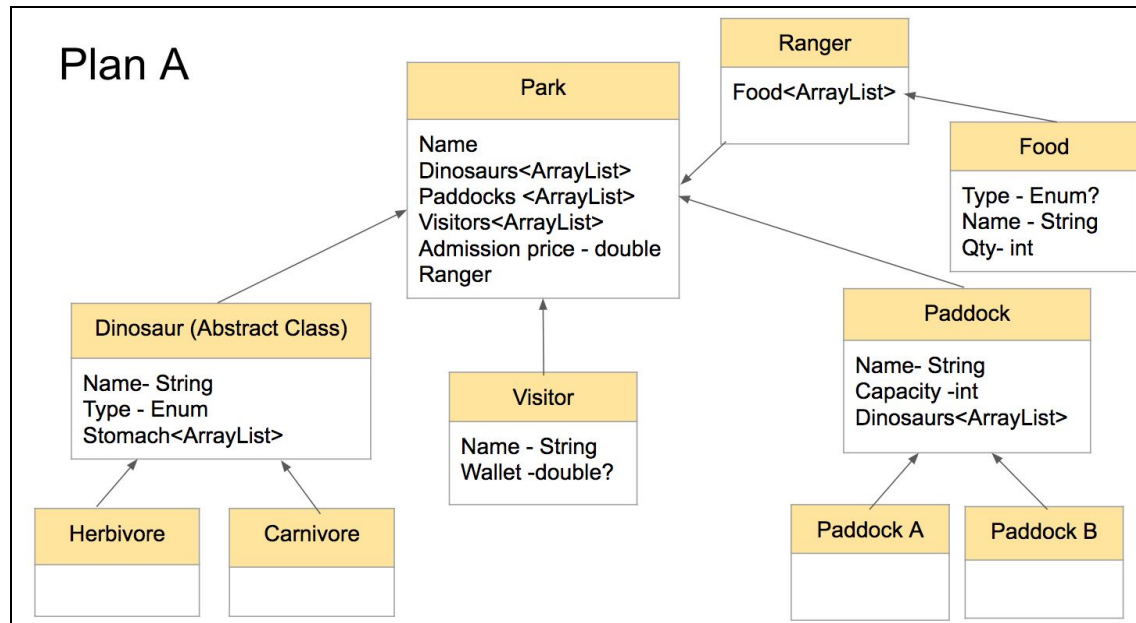 Plan A
Park
Name
Dinosaurs<ArrayList>
Paddocks <ArrayList>
Visitors<ArrayList>
Admission price - double
Ranger
Ranger
Food<ArrayList>
Food
Type - Enum?
Name - String
Qty- int
Dinosaur (Abstract Class)
Name- String
Type - Enum
Stomach<ArrayList>
Visitor
Name - String
Wallet -double?
Paddock
Name- String
Capacity -int
Dinosaurs<ArrayList>
Herbivore
Carnivore
Paddock A
Paddock B